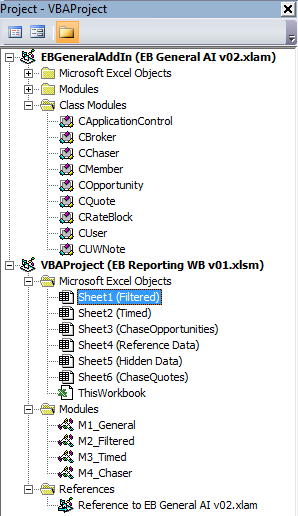 Project - VBAProject
EBGeneralAddIn (EB General AI v02.xlam)
Microsoft Excel Objects
Modules
Class Modules
CApplicationControl
CBroker
CChaser
CMember
COpportunity
CQuote
CRateBlock
CUser
CUWNote
VBAProject (EB Reporting WB v01.xlsm)
Microsoft Excel Objects
Sheet1 (Filtered)
Sheet2 (Timed)
Sheet3 (ChaseOpportunities)
Sheet4 (Reference Data)
Sheet5 (Hidden Data)
Sheet6 (ChaseQuotes)
ThisWorkbook
Modules
M1_General
M2_Filtered
M3_Timed
M4_Chaser
References
Reference to EB General AI v02.xlam